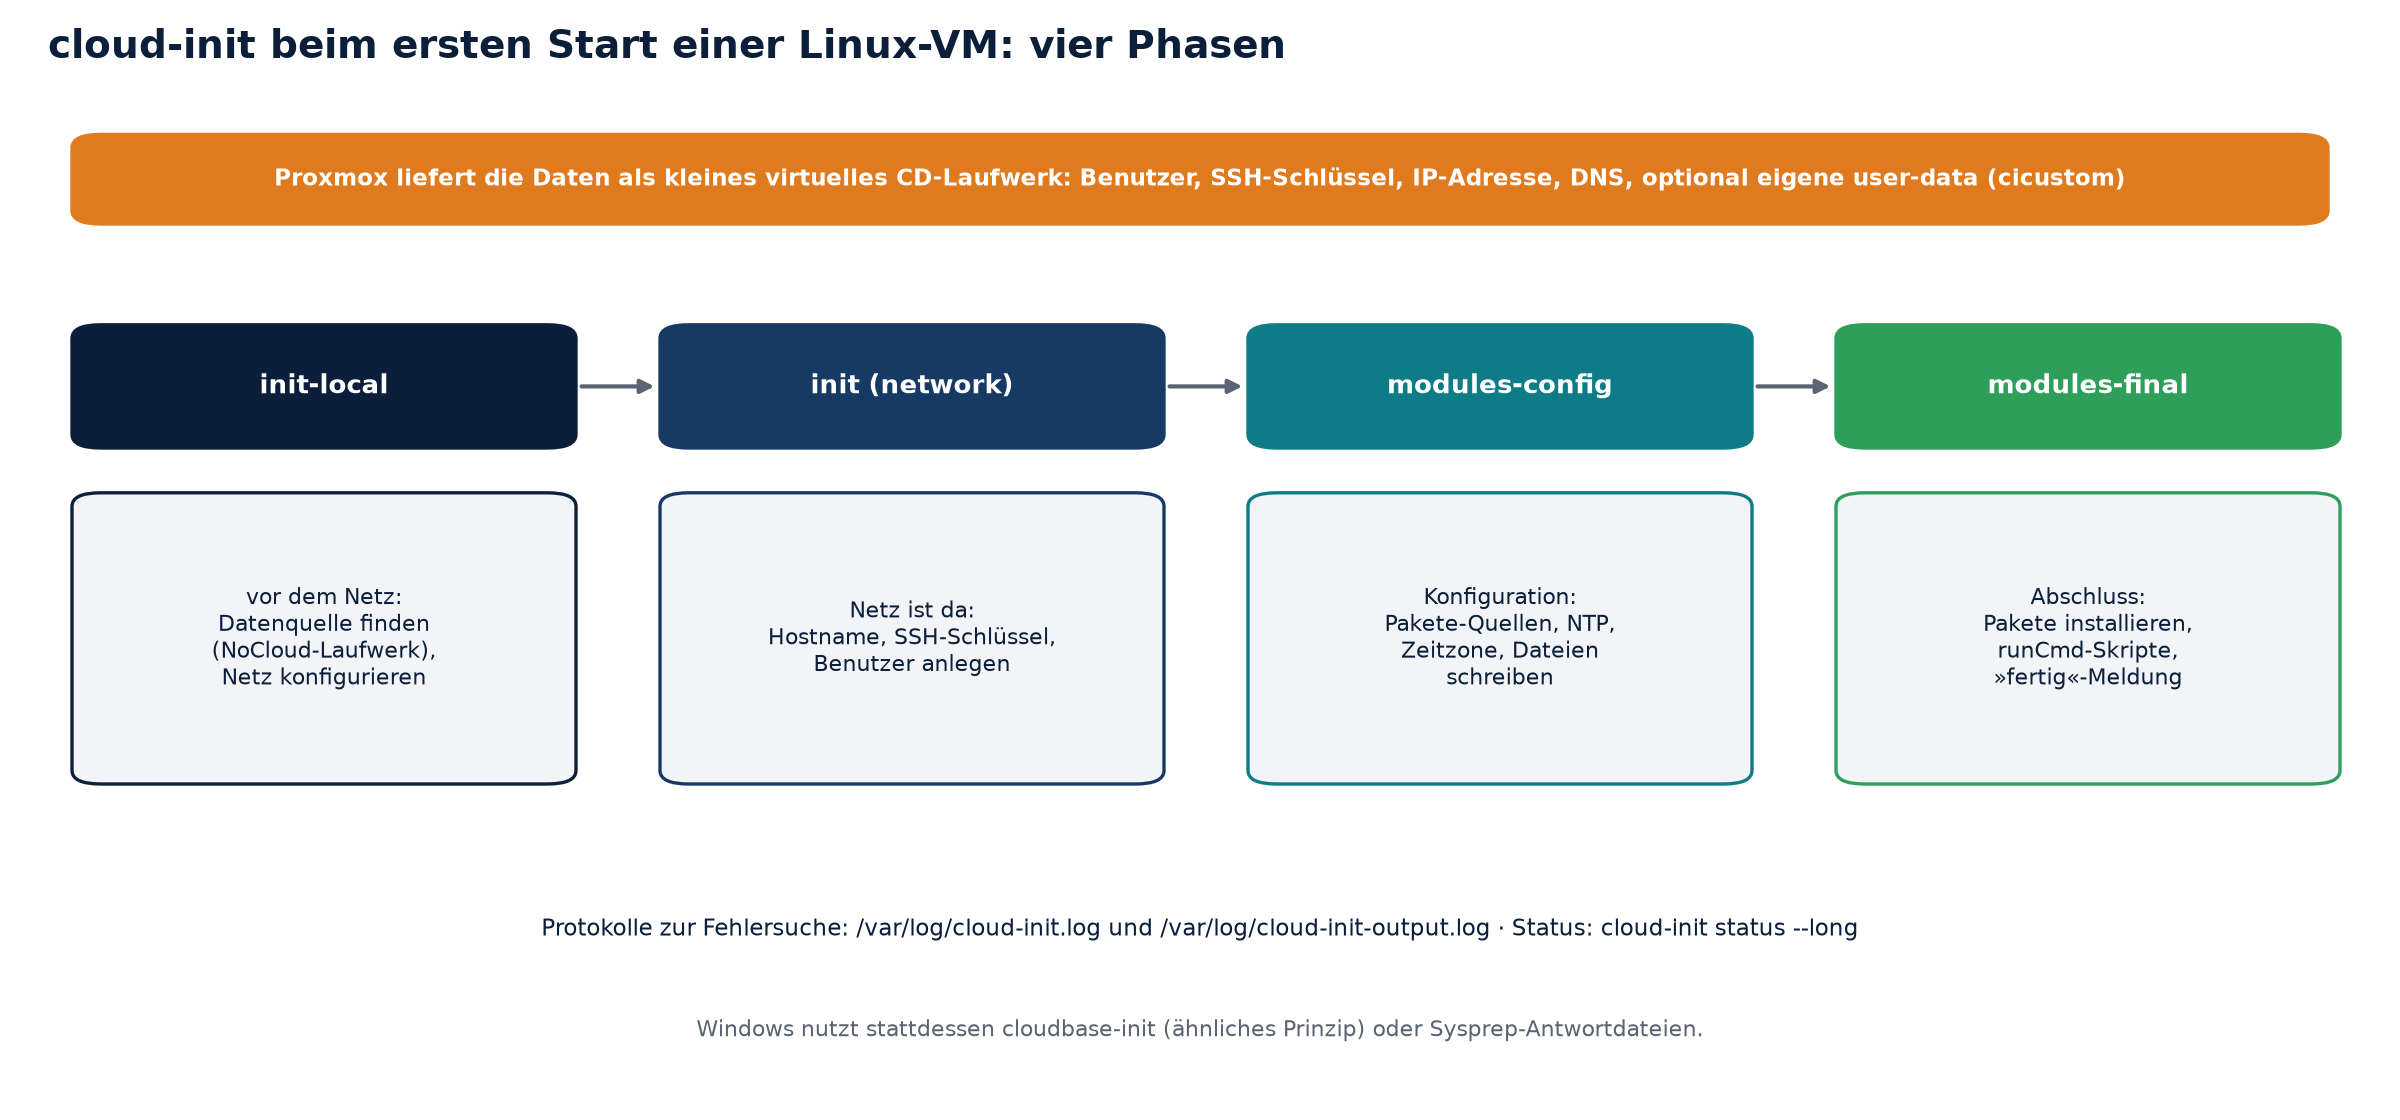 cloud-init beim ersten Start einer Linux-VM: vier Phasen
Proxmox liefert die Daten als kleines virtuelles CD-Laufwerk: Benutzer, SSH-Schlüssel, IP-Adresse, DNS, optional eigene user-data (cicustom)
init-local
init (network)
modules-config
modules-final
vor dem Netz:
Datenquelle finden
(NoCloud-Laufwerk),
Netz konfigurieren
Netz ist da:
Hostname, SSH-Schlüssel,
Benutzer anlegen
Konfiguration:
Pakete-Quellen, NTP,
Zeitzone, Dateien
schreiben
Abschluss:
Pakete installieren,
runCmd-Skripte,
»fertig«-Meldung
Protokolle zur Fehlersuche: /var/log/cloud-init.log und /var/log/cloud-init-output.log · Status: cloud-init status --long
Windows nutzt stattdessen cloudbase-init (ähnliches Prinzip) oder Sysprep-Antwortdateien.